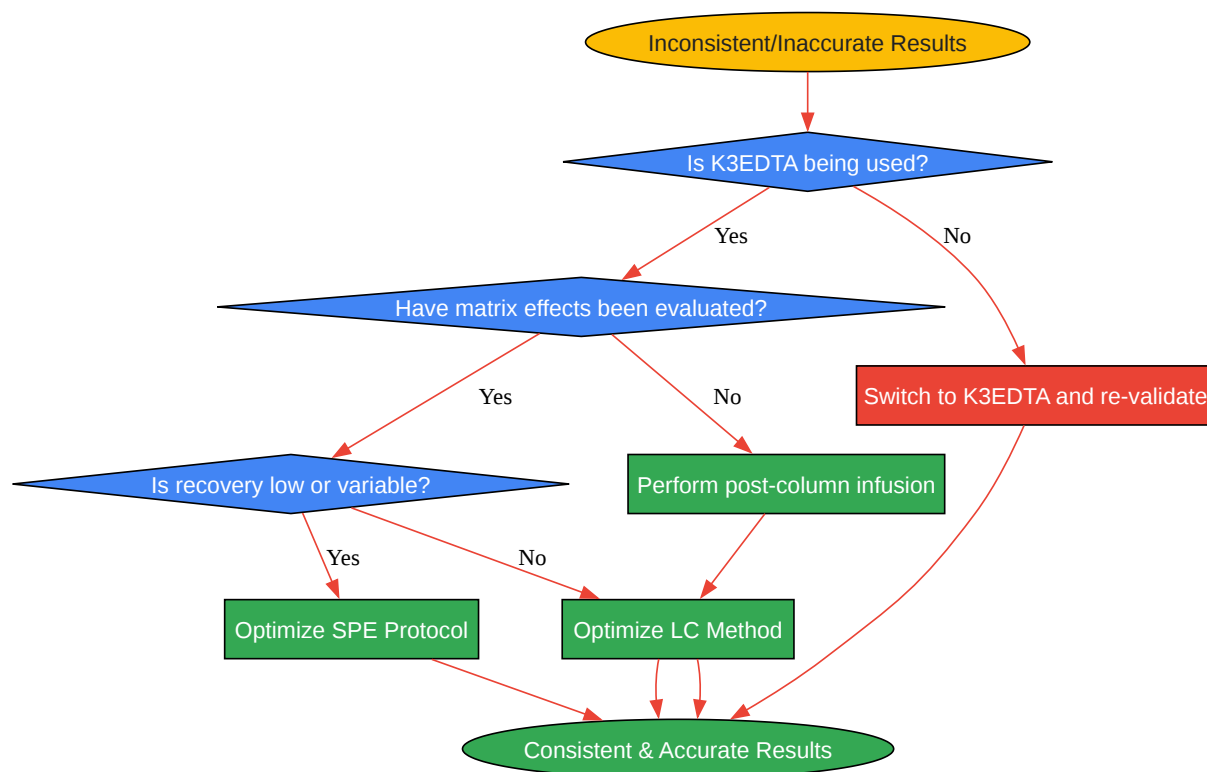 Inconsistent/Inaccurate Results
Is K3EDTA being used?
Yes
No
Have matrix effects been evaluated?
Switch to K3EDTA and re-validate
Yes
No
Is recovery low or variable?
Perform post-column infusion
Yes
No
Optimize SPE Protocol
Optimize LC Method
Consistent & Accurate Results